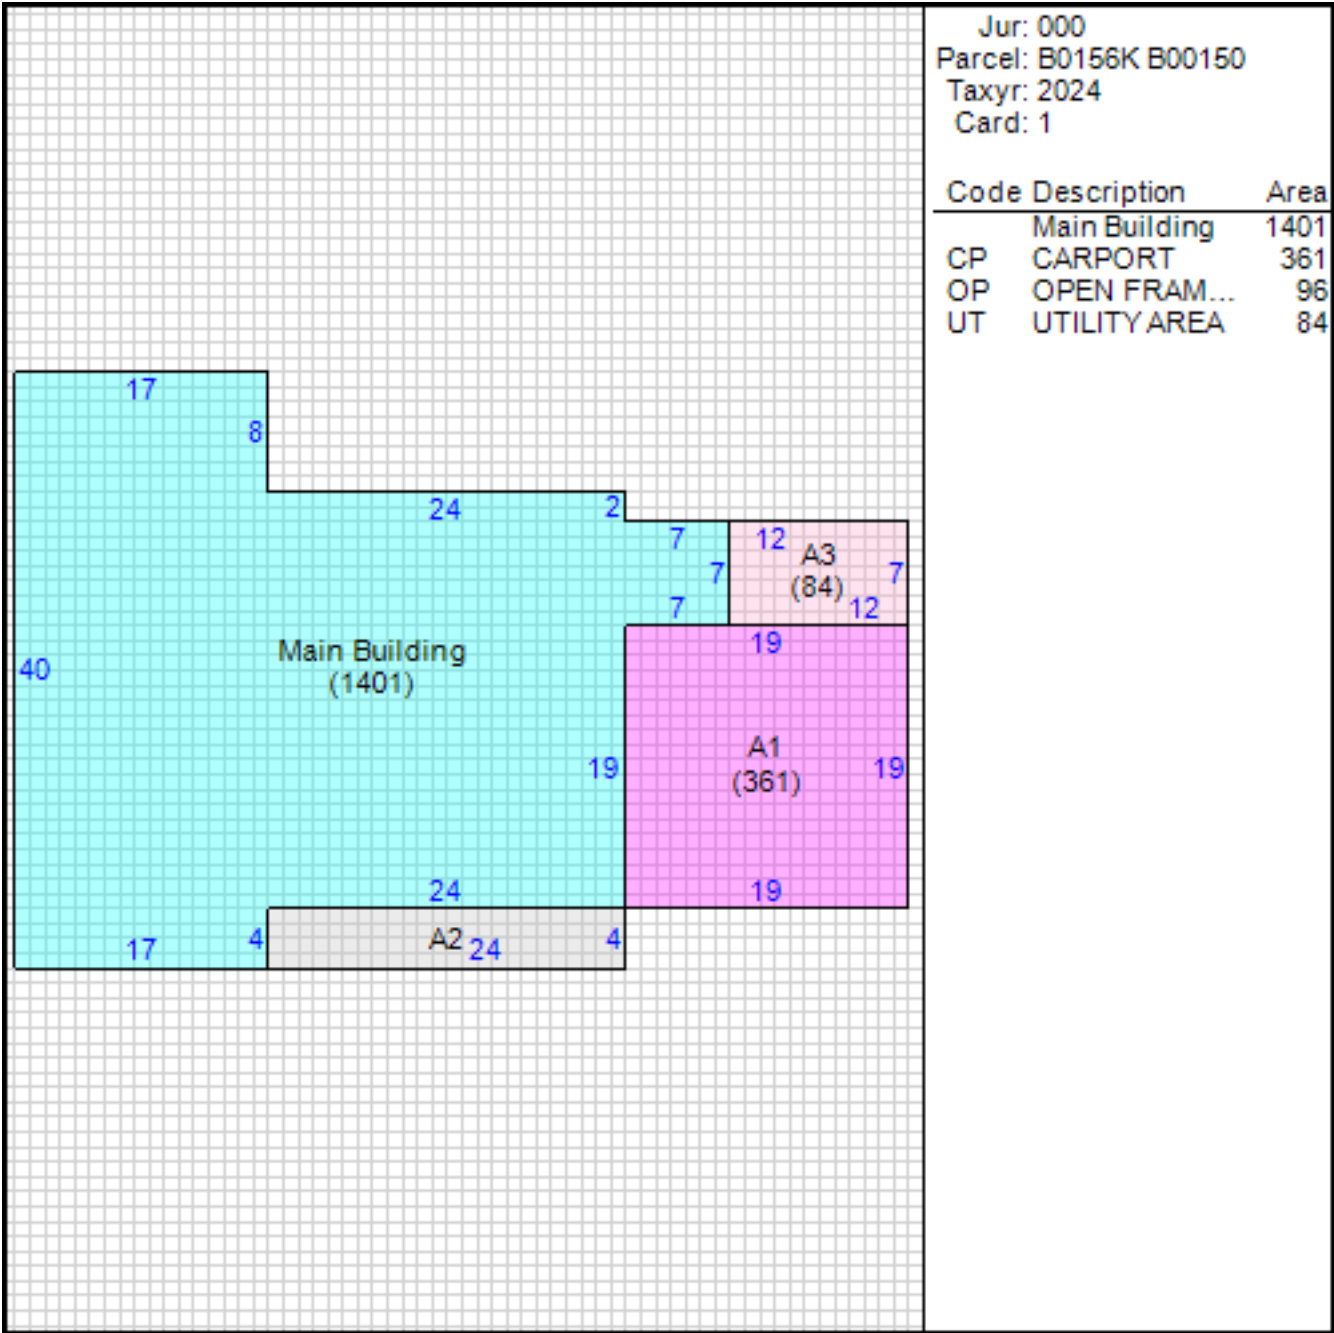 Jur: 000
Parcel: B0156K B00150
Taxyr: 2024
Card: 1
Code Description Area
Main Building 1401
CP CARPORT 361
OP OPEN FRAM... 96
UT UTILITY AREA 84
17
8
24 2
7 12 A3
7 (84) 7
7 12
19
Main Building
(1401)
40
A1
19 (361) 19
24 19
17 4 A2 24 4